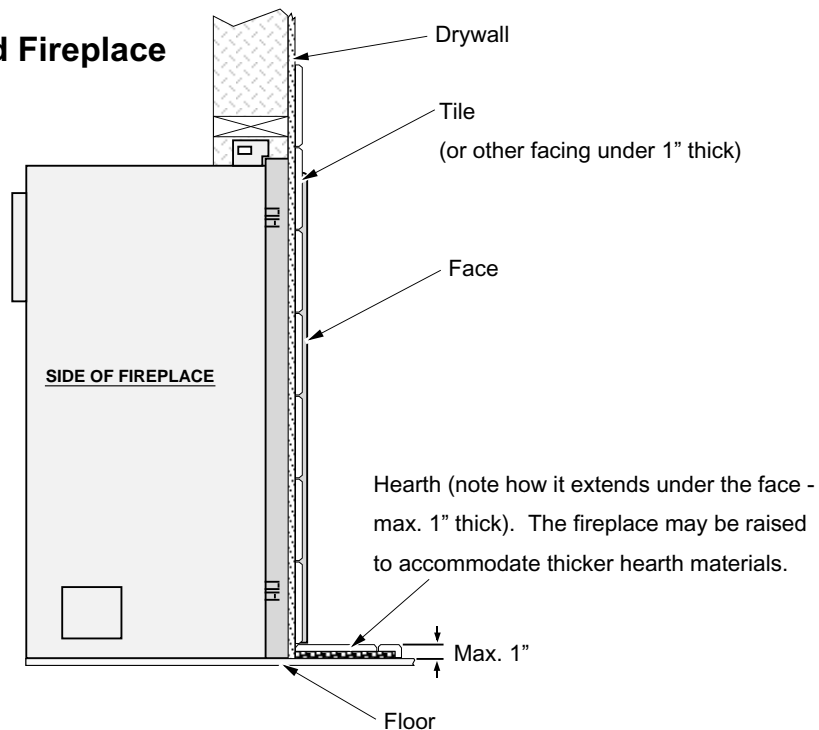 d Fireplace
Drywall
Tile
(or other facing under 1” thick)
Face
SIDE OF FIREPLACE
Hearth (note how it extends under the face -
max. 1” thick).  The fireplace may be raised
to accommodate thicker hearth materials.
Max. 1”
Floor